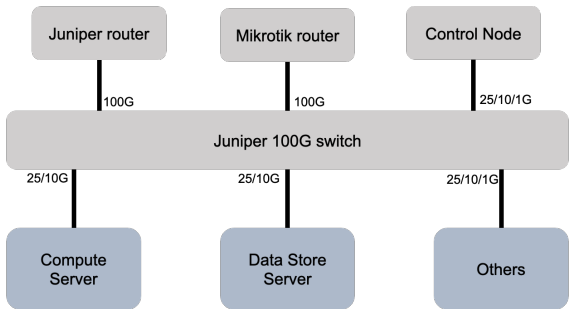 Juniper router
Mikrotik router
Control Node
100G
100G
25/10/1G
Juniper 100G switch
25/10G
25/10G
25/10/1G
Compute
Server
Data Store
Server
Others